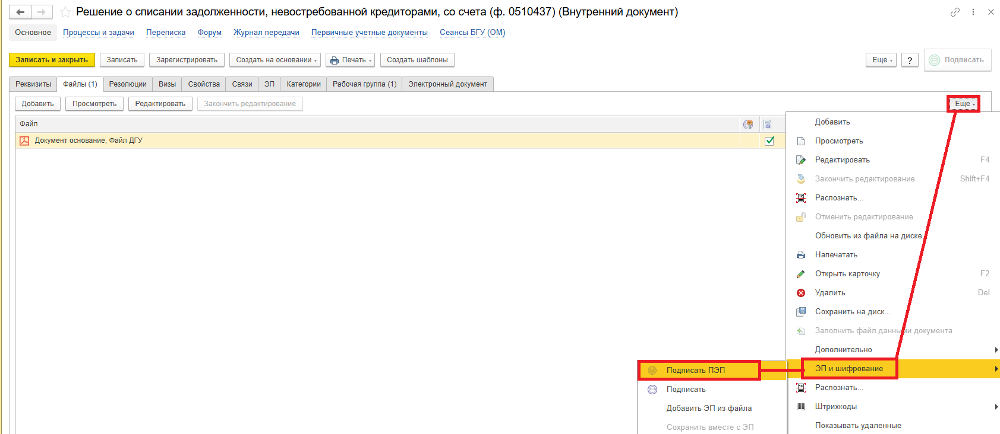 Решение о списании задолженности, невостребованной кредиторами, со счета (ф. 0510437) (Внутренний документ)
Основное Процессы и задачи Переписка Форум Журнал передачи Первичные учетные документы Сеансы БГУ (ОМ)
Записать и закрыть Записать Зарегистрировать Создать на основании Печать Создать шаблоны Еще ? Подписать
Реквизиты Файлы (1) Резолюции Визы Свойства Связи ЭП Категории Рабочая группа (1) Электронный документ
Добавить Просмотреть Редактировать Закончить редактирование Еще
Файл
Документ основание, Файл ДГУ
Добавить
Просмотреть
Редактировать F4
Закончить редактирование Shift+F4
Распознать...
Отменить редактирование
Обновить из файла на диске...
Напечатать
Открыть карточку F2
Удалить Del
Сохранить на диск...
Заполнить файл данными документа
Дополнительно
ЭП и шифрование
Распознать...
Штрихкоды
Показывать удаленные
Подписать ПЭП
Подписать
Добавить ЭП из файла
Сохранить вместе с ЭП